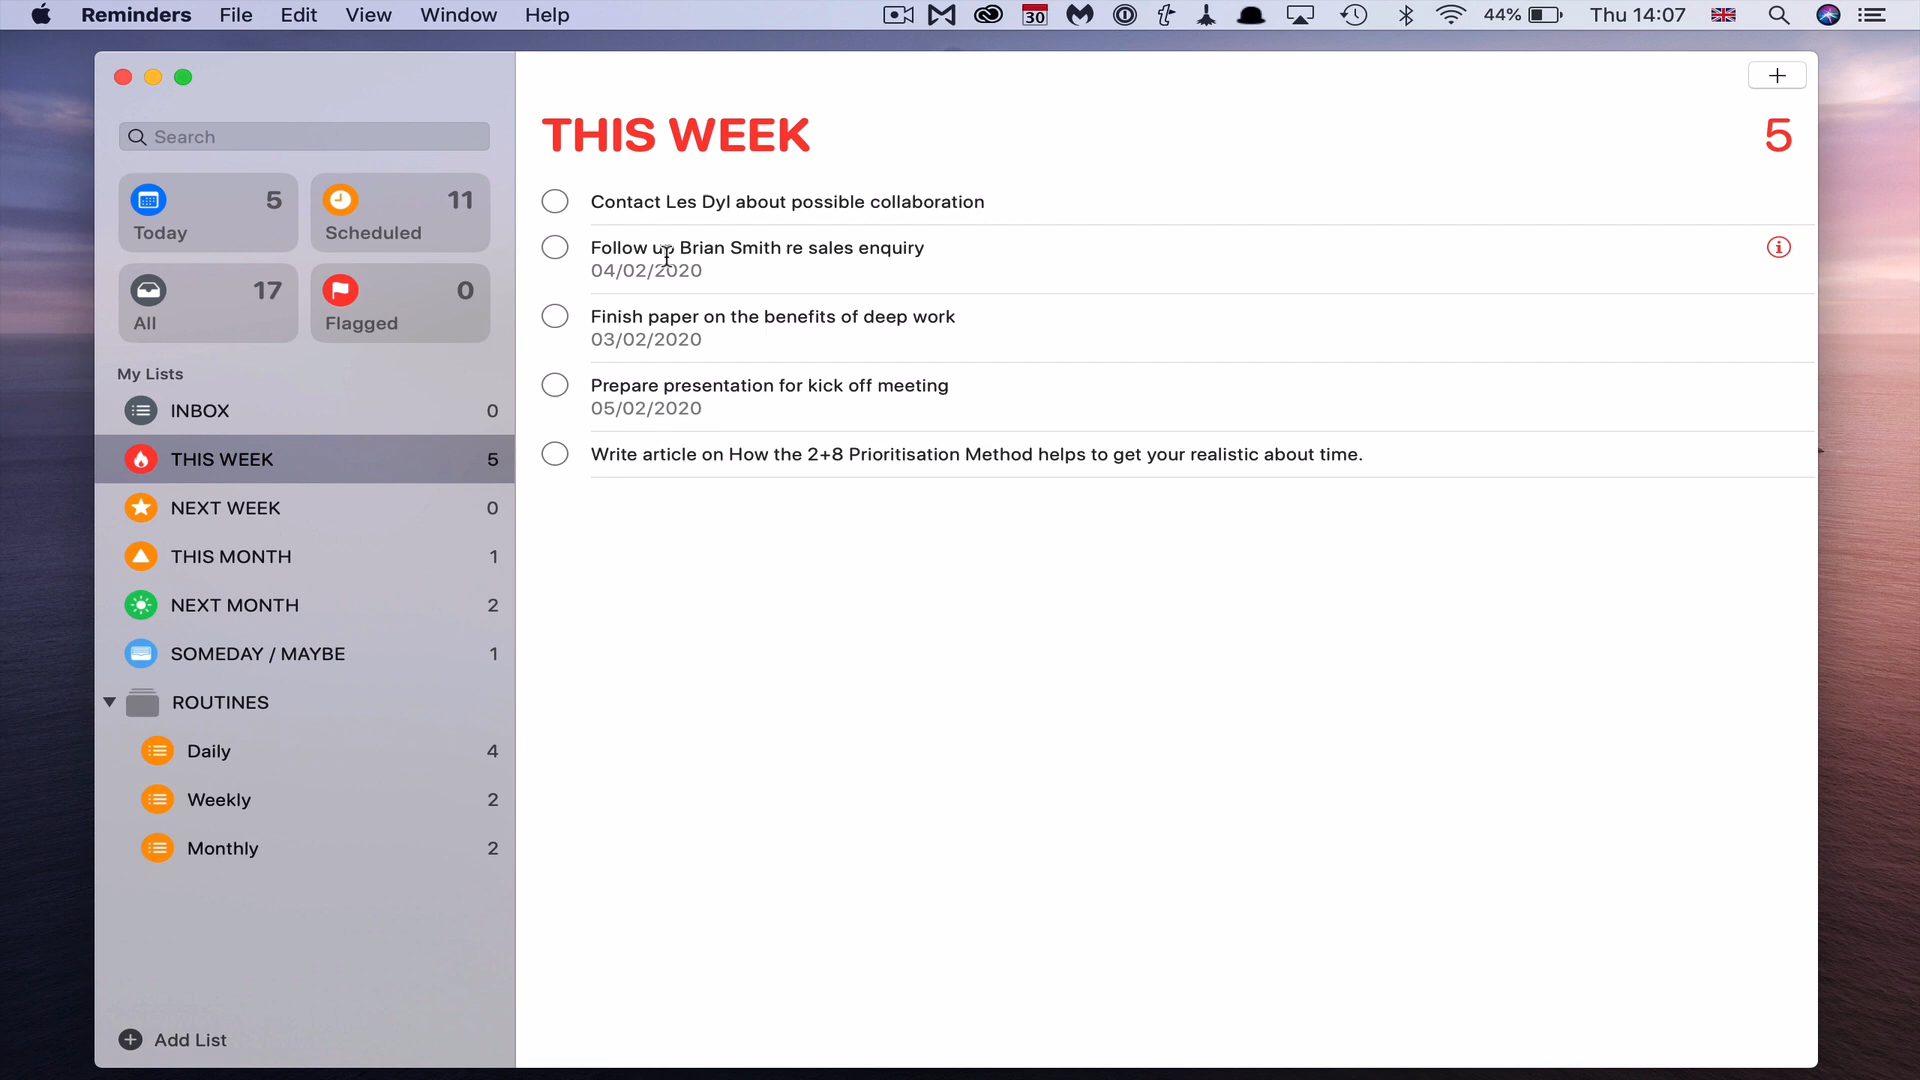 Reminders File Edit View Window Help 30 44% Thu 14:07
Search
Today 5
Scheduled 11
All 17
Flagged 0
My Lists
INBOX 0
THIS WEEK 5
NEXT WEEK 0
THIS MONTH 1
NEXT MONTH 2
SOMEDAY / MAYBE 1
ROUTINES
Daily 4
Weekly 2
Monthly 2
Add List
THIS WEEK 5
Contact Les Dyl about possible collaboration
Follow up Brian Smith re sales enquiry
04/02/2020
Finish paper on the benefits of deep work
03/02/2020
Prepare presentation for kick off meeting
05/02/2020
Write article on How the 2+8 Prioritisation Method helps to get your realistic about time.